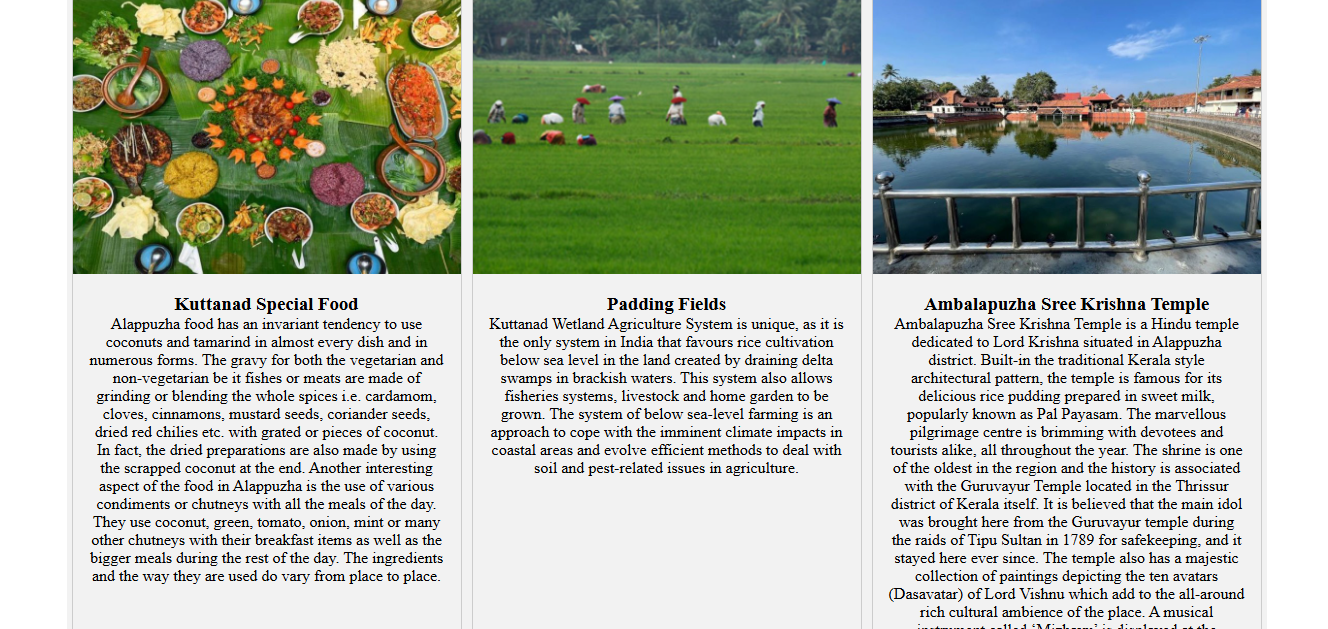 Kuttanad Special Food
Alappuzha food has an invariant tendency to use
coconuts and tamarind in almost every dish and in
numerous forms. The gravy for both the vegetarian and
non-vegetarian be it fishes or meats are made of
grinding or blending the whole spices i.e. cardamom,
cloves, cinnamons, mustard seeds, coriander seeds,
dried red chilies etc. with grated or pieces of coconut.
In fact, the dried preparations are also made by using
the scrapped coconut at the end. Another interesting
aspect of the food in Alappuzha is the use of various
condiments or chutneys with all the meals of the day.
They use coconut, green, tomato, onion, mint or many
other chutneys with their breakfast items as well as the
bigger meals during the rest of the day. The ingredients
and the way they are used do vary from place to place.
Padding Fields
Kuttanad Wetland Agriculture System is unique, as it is
the only system in India that favours rice cultivation
below sea level in the land created by draining delta
swamps in brackish waters. This system also allows
fisheries systems, livestock and home garden to be
grown. The system of below sea-level farming is an
approach to cope with the imminent climate impacts in
coastal areas and evolve efficient methods to deal with
soil and pest-related issues in agriculture.
Ambalapuzha Sree Krishna Temple
Ambalapuzha Sree Krishna Temple is a Hindu temple
dedicated to Lord Krishna situated in Alappuzha
district. Built-in the traditional Kerala style
architectural pattern, the temple is famous for its
delicious rice pudding prepared in sweet milk,
popularly known as Pal Payasam. The marvellous
pilgrimage centre is brimming with devotees and
tourists alike, all throughout the year. The shrine is one
of the oldest in the region and the history is associated
with the Guruvayur Temple located in the Thrissur
district of Kerala itself. It is believed that the main idol
was brought here from the Guruvayur temple during
the raids of Tipu Sultan in 1789 for safekeeping, and it
stayed here ever since. The temple also has a majestic
collection of paintings depicting the ten avatars
(Dasavatar) of Lord Vishnu which add to the all-around
rich cultural ambience of the place. A musical